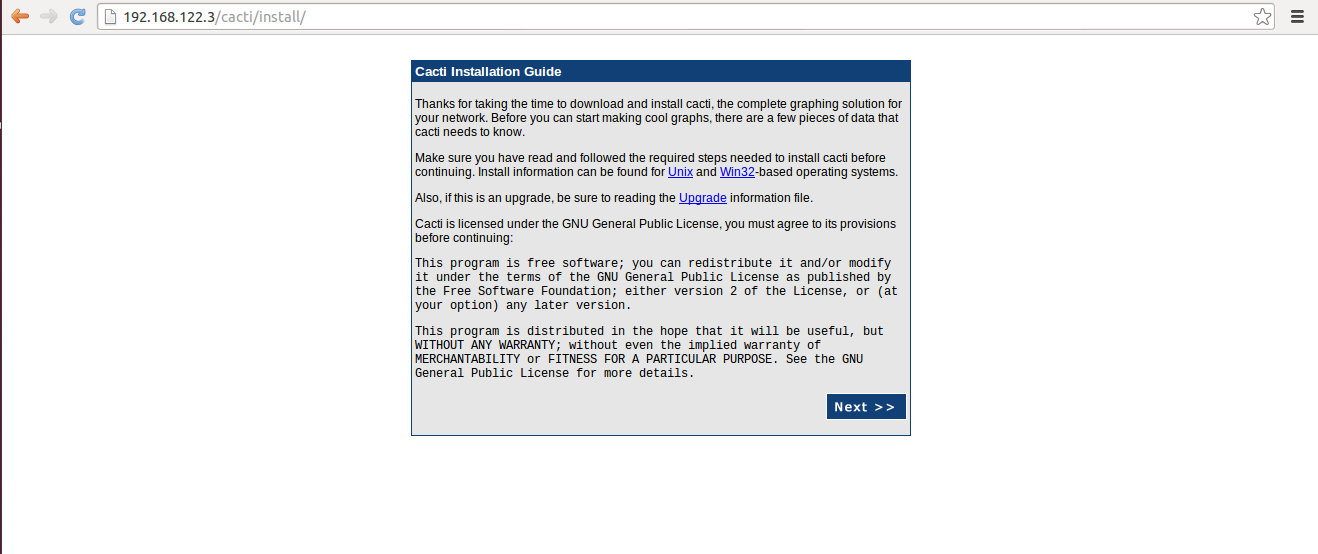 192.168.122.3/cacti/install/
Cacti Installation Guide
Thanks for taking the time to download and install cacti, the complete graphing solution for
your network. Before you can start making cool graphs, there are a few pieces of data that
cacti needs to know.
Make sure you have read and followed the required steps needed to install cacti before
continuing. Install information can be found for Unix and Win32-based operating systems.
Also, if this is an upgrade, be sure to reading the Upgrade information file.
Cacti is licensed under the GNU General Public License, you must agree to its provisions
before continuing:
This program is free software; you can redistribute it and/or modify
it under the terms of the GNU General Public License as published by
the Free Software Foundation; either version 2 of the License, or (at
your option) any later version.
This program is distributed in the hope that it will be useful, but
WITHOUT ANY WARRANTY; without even the implied warranty of
MERCHANTABILITY or FITNESS FOR A PARTICULAR PURPOSE. See the GNU
General Public License for more details.
Next >>